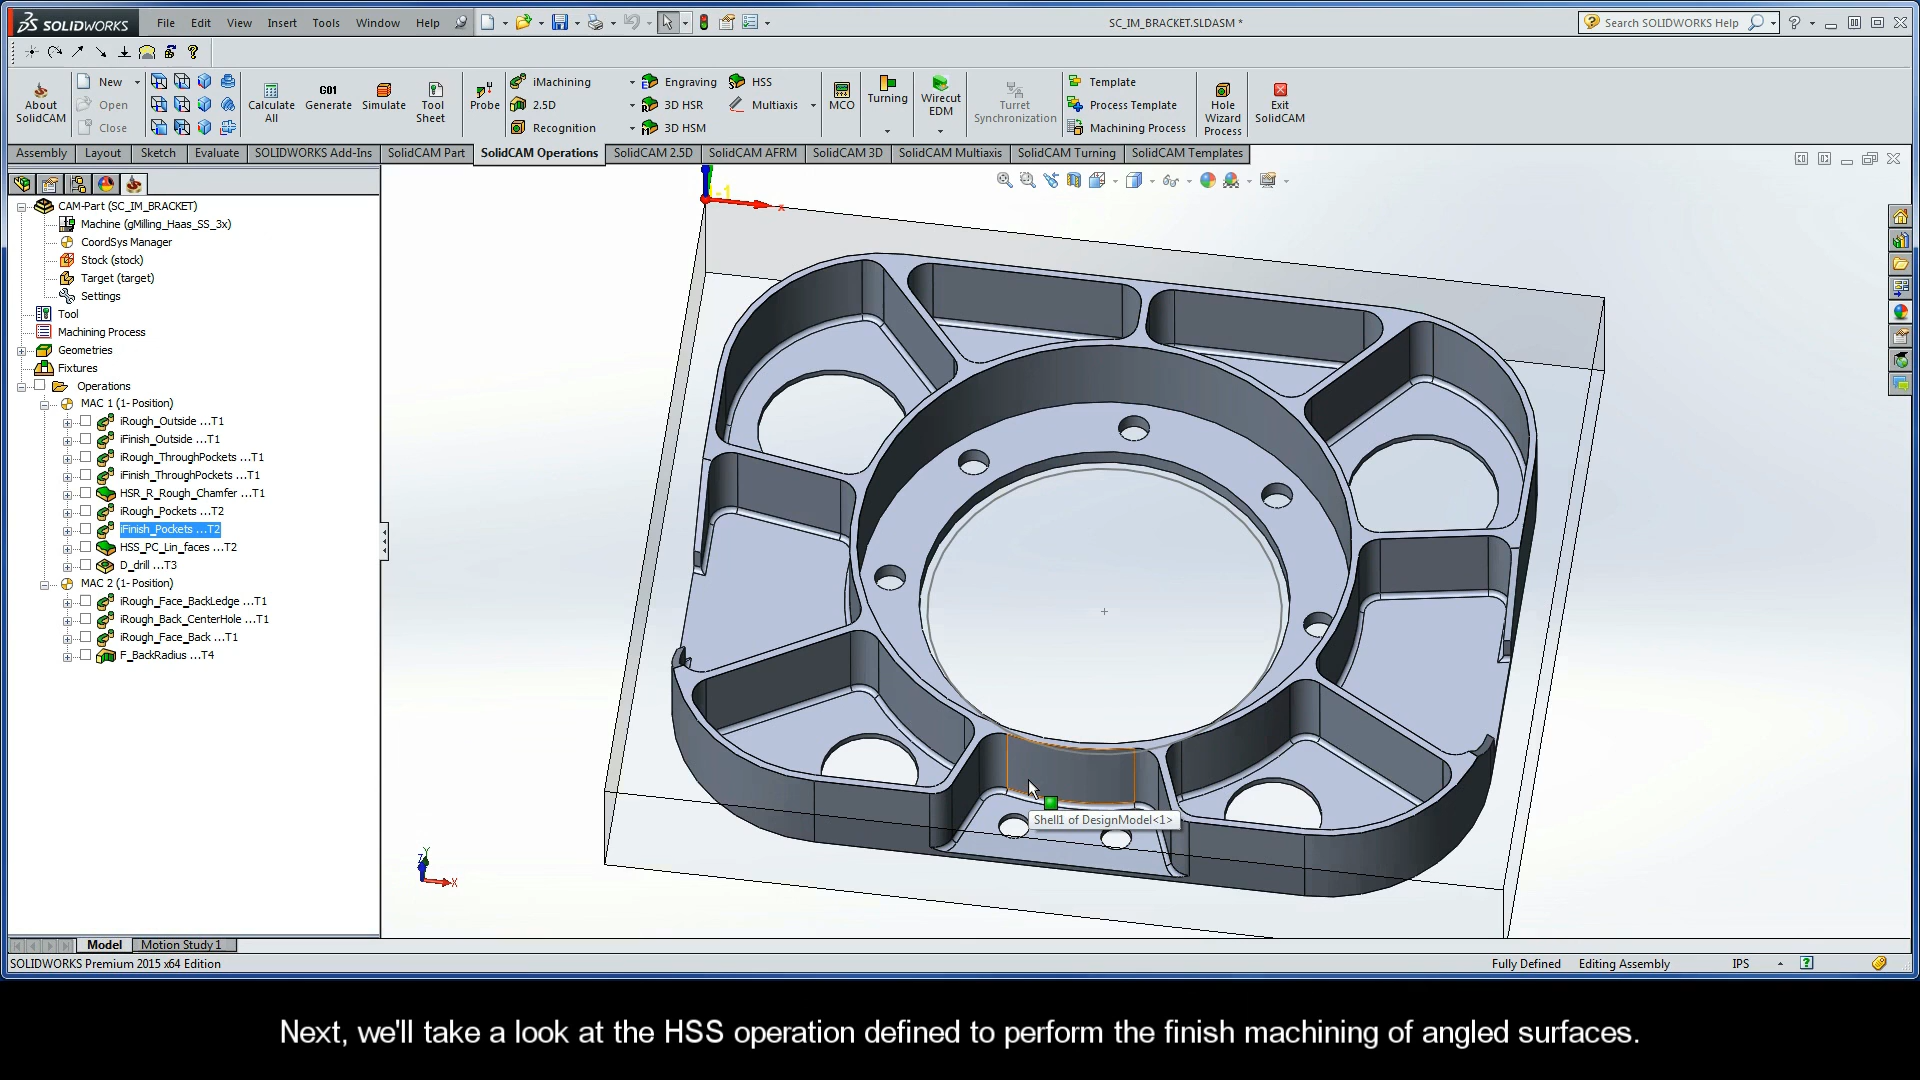 SOLIDWORKS File Edit View Insert Tools Window Help SC_IM_BRACKET.SLDASM * Search SOLIDWORKS Help
About SolidCAM
New
Open
Close
Calculate All
G01
Generate
Simulate
Tool Sheet
Probe
iMachining
2.5D
Recognition
Engraving
3D HSR
3D HSM
HSS
Multiaxis
MCO
Turning
Wirecut EDM
Turret Synchronization
Template
Process Template
Machining Process
Hole Wizard Process
Exit SolidCAM
Assembly Layout Sketch Evaluate SOLIDWORKS Add-Ins SolidCAM Part SolidCAM Operations SolidCAM 2.5D SolidCAM AFRM SolidCAM 3D SolidCAM Multiaxis SolidCAM Turning SolidCAM Templates
CAM-Part (SC_IM_BRACKET)
Machine (gMilling_Haas_SS_3x)
CoordSys Manager
Stock (stock)
Target (target)
Settings
Tool
Machining Process
Geometries
Fixtures
Operations
MAC 1 (1- Position)
iRough_Outside ...T1
iFinish_Outside ...T1
iRough_ThroughPockets ...T1
iFinish_ThroughPockets ...T1
HSR_R_Rough_Chamfer ...T1
iRough_Pockets ...T2
iFinish_Pockets ...T2
HSS_PC_Lin_faces ...T2
D_drill ...T3
MAC 2 (1- Position)
iRough_Face_BackLedge ...T1
iRough_Back_CenterHole ...T1
iRough_Face_Back ...T1
F_BackRadius ...T4
-1
x
Shell1 of DesignModel<1>
Y
Z
X
Model Motion Study 1
SOLIDWORKS Premium 2015 x64 Edition Fully Defined Editing Assembly IPS
Next, we'll take a look at the HSS operation defined to perform the finish machining of angled surfaces.